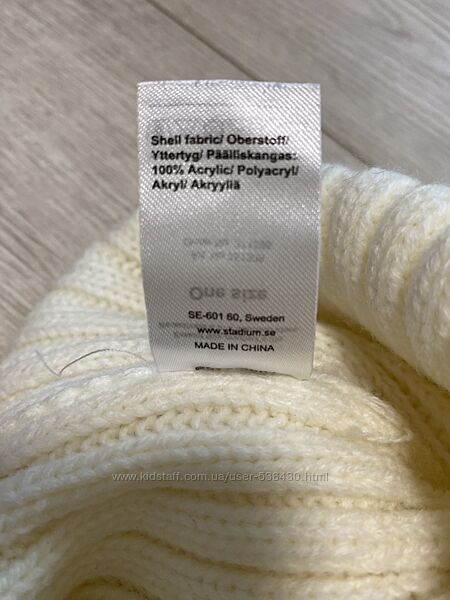 Shell fabric/ Oberstoff/
Yttertyg/ Päälliskangas:
100% Acrylic/ Polyacryl/
Akryl/ Akryyliä
One size
SE-601 60, Sweden
www.stadium.se
MADE IN CHINA
www.kidstaff.com.ua/user-536430.html